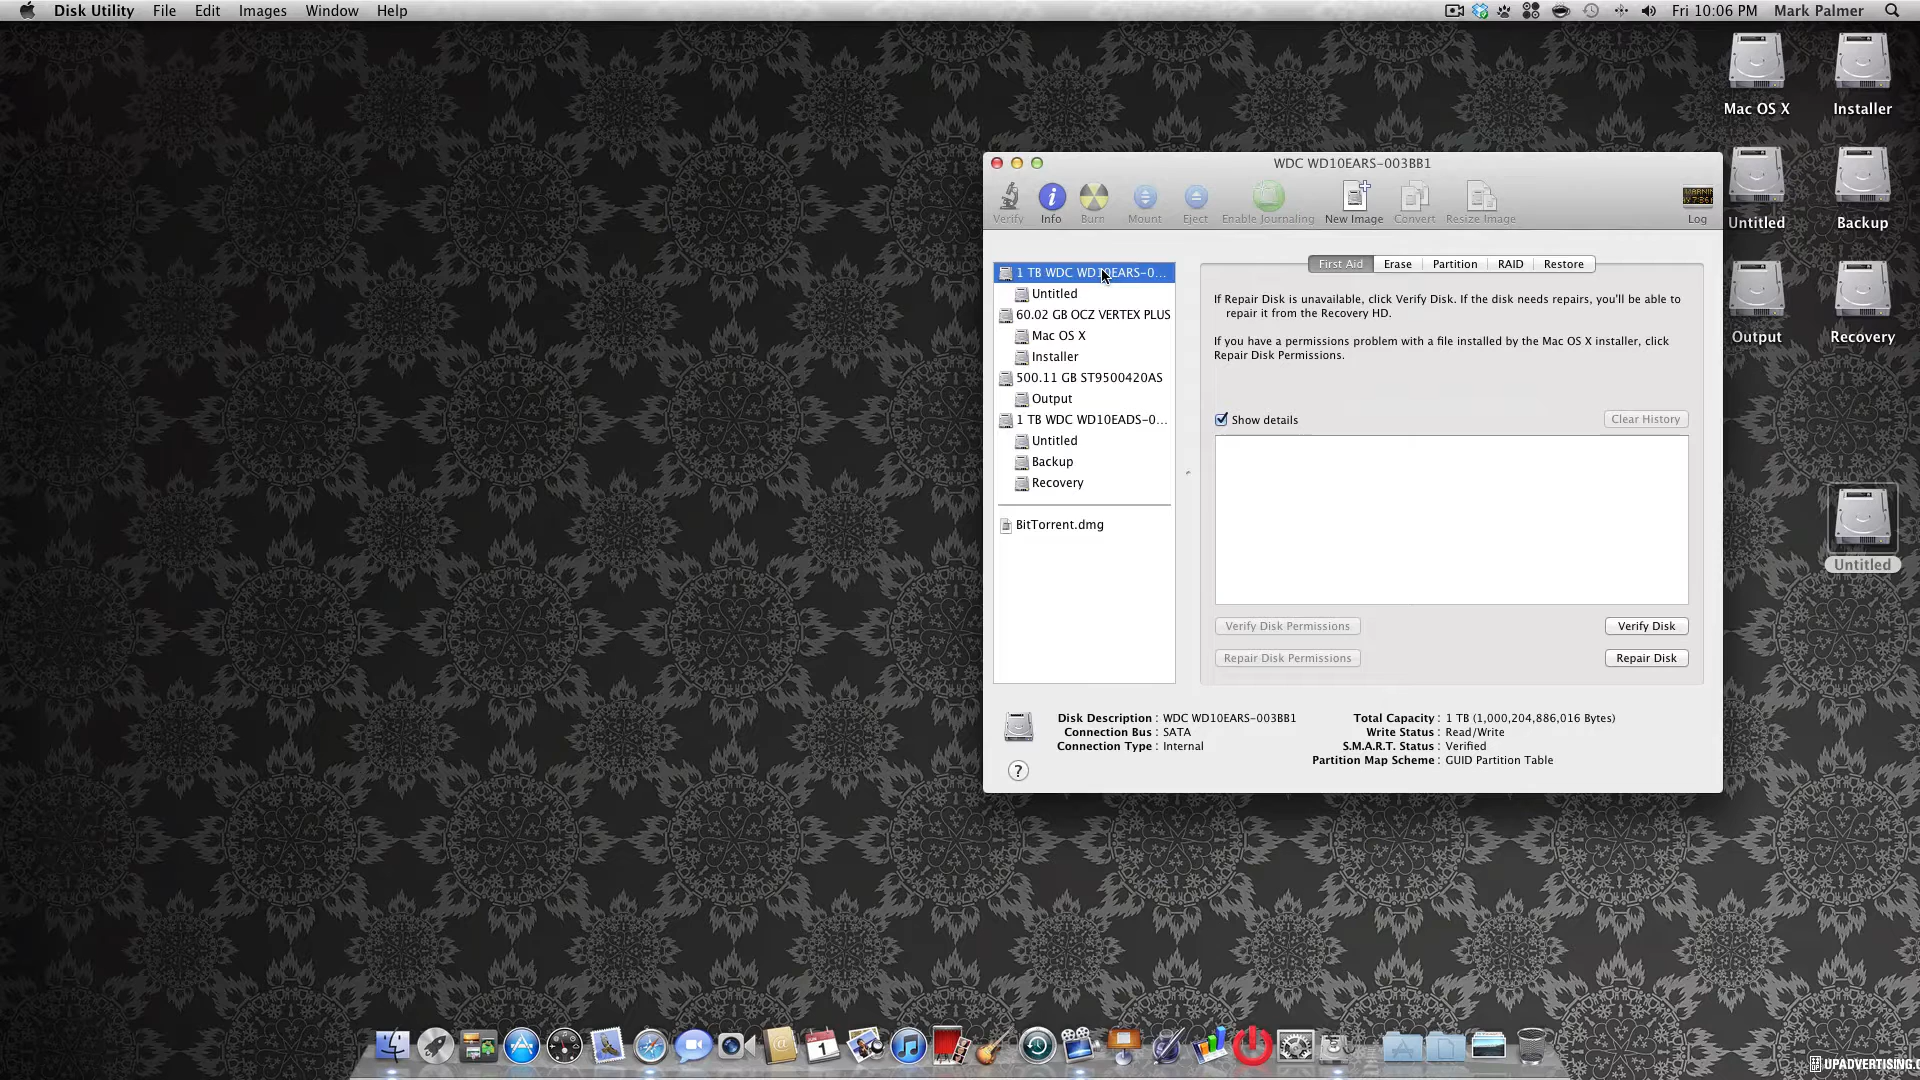 Disk Utility File Edit Images Window Help
Fri 10:06 PM Mark Palmer
Mac OS X Installer
Untitled Backup
Output Recovery
Untitled
WDC WD10EARS-003BB1
Verify Info Burn Mount Eject Enable Journaling New Image Convert Resize Image Log
1 TB WDC WD10EARS-0...
Untitled
60.02 GB OCZ VERTEX PLUS
Mac OS X
Installer
500.11 GB ST9500420AS
Output
1 TB WDC WD10EADS-0...
Untitled
Backup
Recovery
BitTorrent.dmg
First Aid Erase Partition RAID Restore
If Repair Disk is unavailable, click Verify Disk. If the disk needs repairs, you'll be able to
repair it from the Recovery HD.
If you have a permissions problem with a file installed by the Mac OS X installer, click
Repair Disk Permissions.
Show details Clear History
Verify Disk Permissions Verify Disk
Repair Disk Permissions Repair Disk
Disk Description : WDC WD10EARS-003BB1
Connection Bus : SATA
Connection Type : Internal
Total Capacity : 1 TB (1,000,204,886,016 Bytes)
Write Status : Read/Write
S.M.A.R.T. Status : Verified
Partition Map Scheme : GUID Partition Table
?
1
UPADVERTISING.C